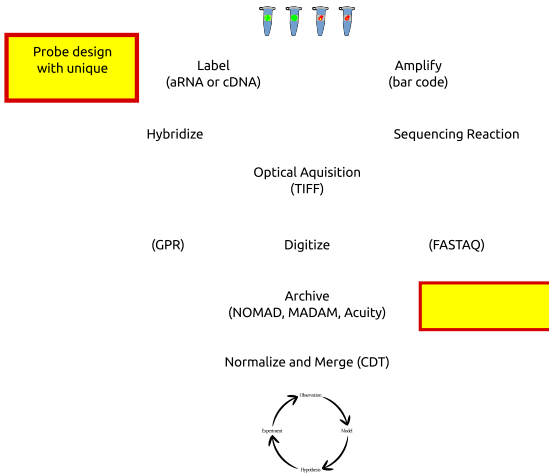 Probe design
with unique
Label
(aRNA or cDNA)
Amplify
(bar code)
Hybridize
Sequencing Reaction
Optical Aquisition
(TIFF)
(GPR)
Digitize
(FASTAQ)
Archive
(NOMAD, MADAM, Acuity)
Normalize and Merge (CDT)
Observation
Experiment
Model
Hypothesis